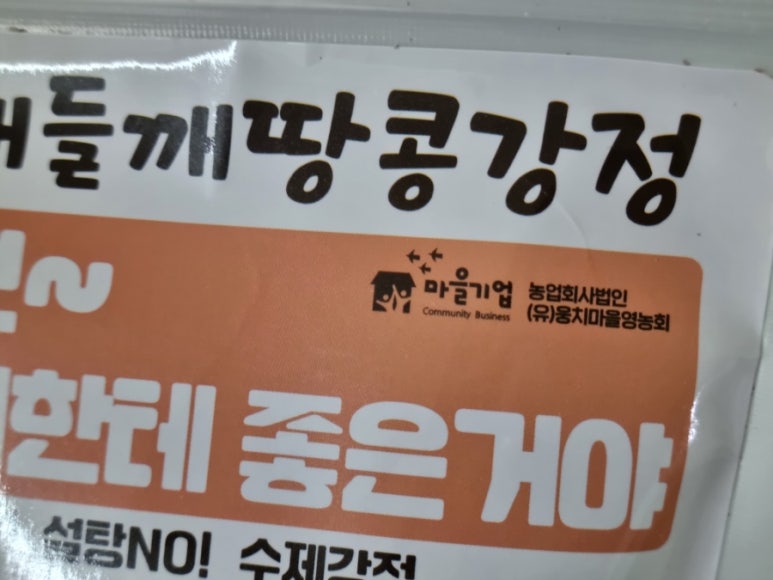 들깨땅콩강정
마을기업
Community Business
농업회사법인
(유)웅치마을영농회
한테 좋은거야
설탕NO! 수제강정